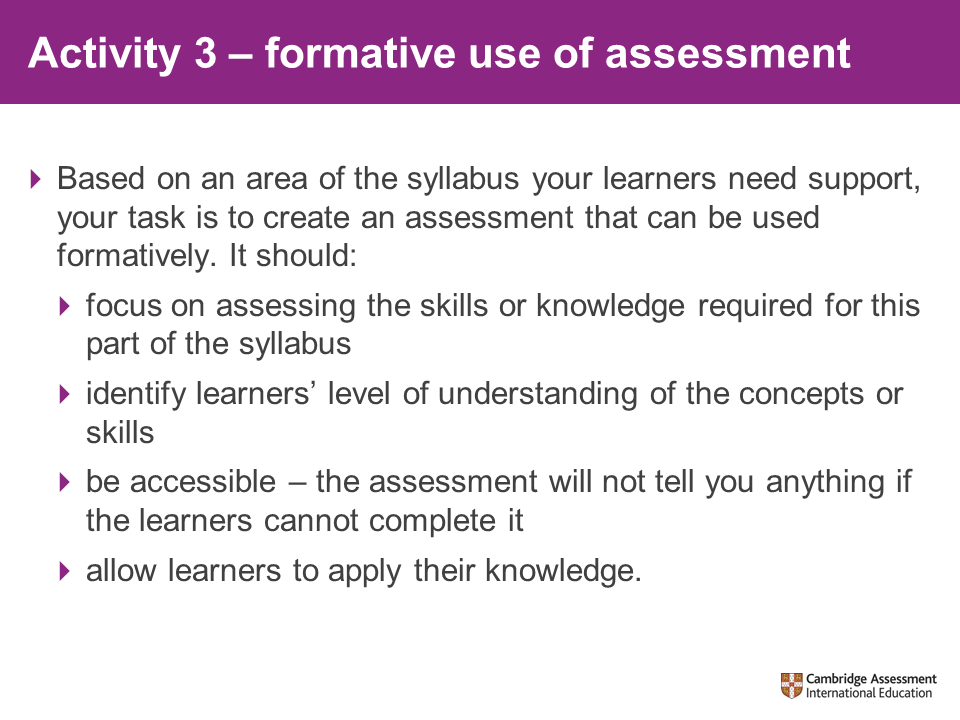 Activity 3 – formative use of assessment
Based on an area of the syllabus your learners need support,
your task is to create an assessment that can be used
formatively. It should:
focus on assessing the skills or knowledge required for this
part of the syllabus
identify learners’ level of understanding of the concepts or
skills
be accessible – the assessment will not tell you anything if
the learners cannot complete it
allow learners to apply their knowledge.
Cambridge Assessment
International Education